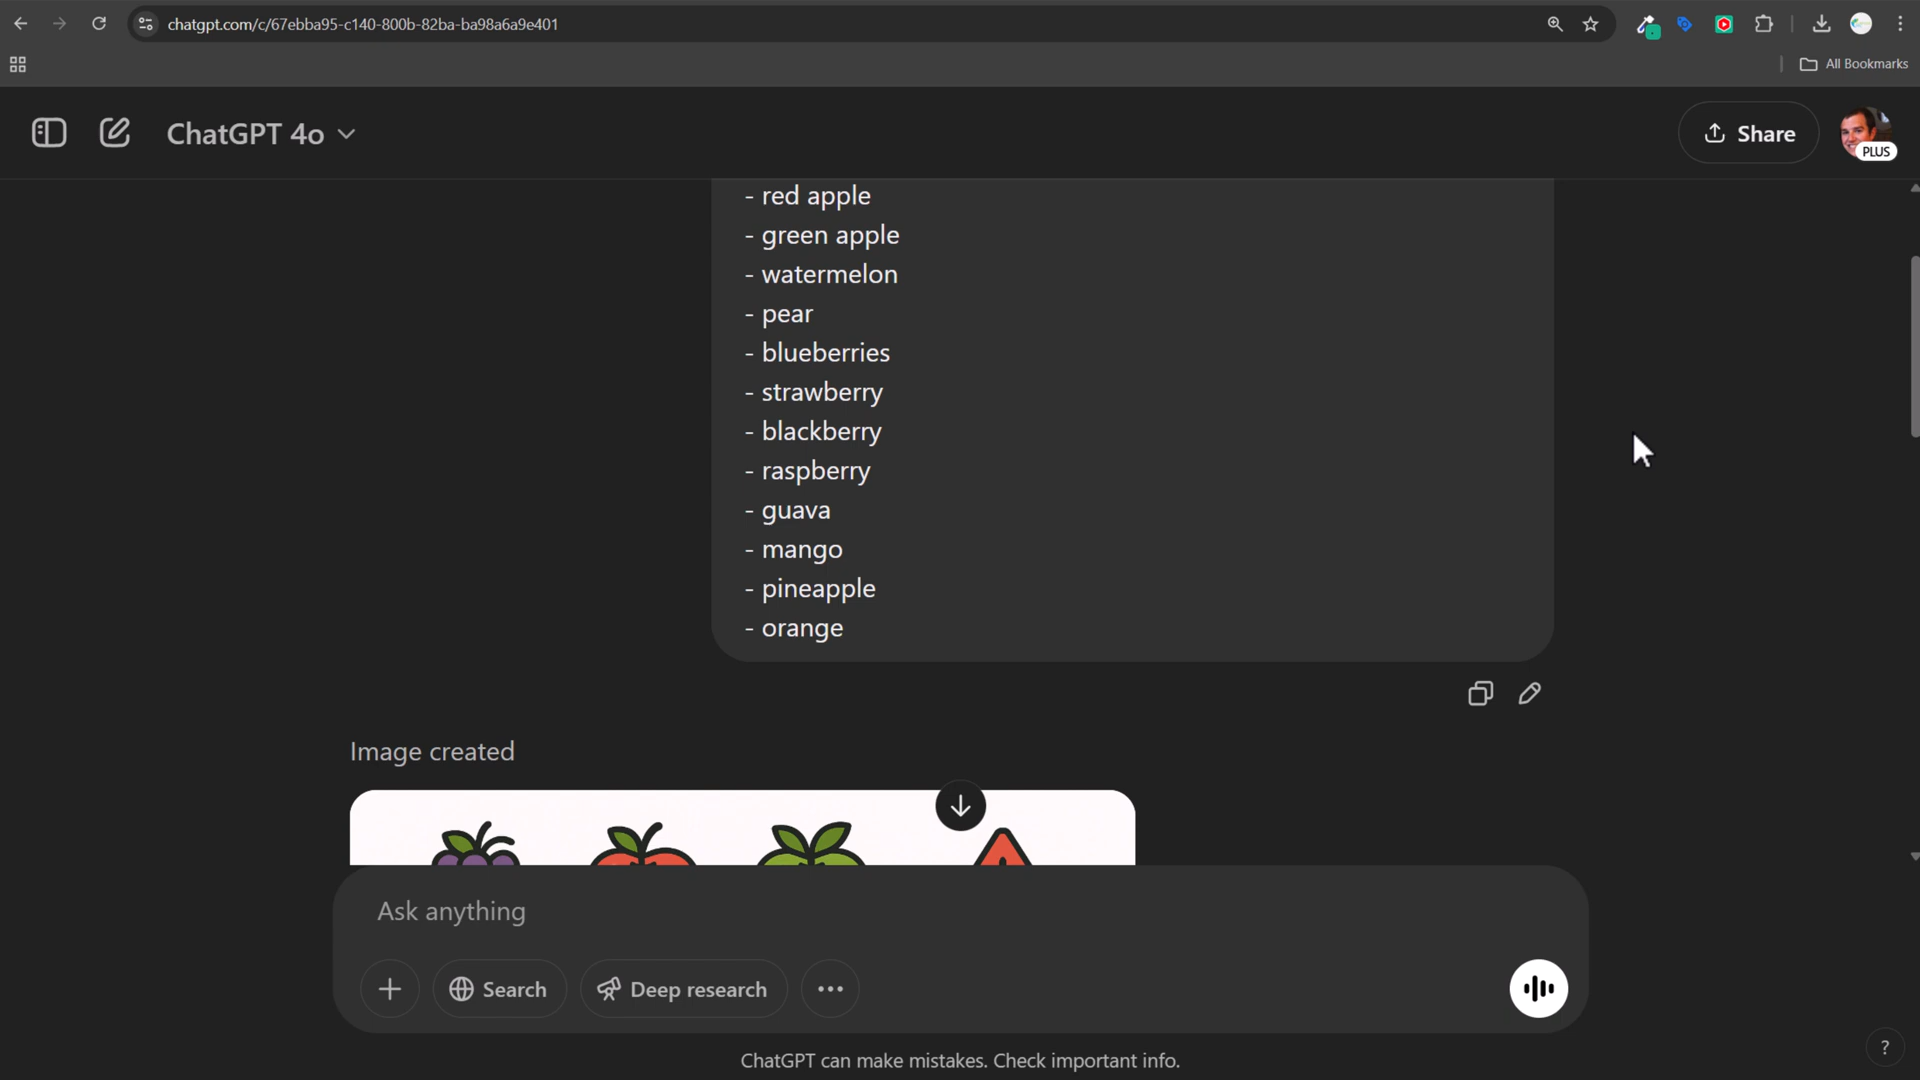 chatgpt.com/c/67ebba95-c140-800b-82ba-ba98a6a9e401
All Bookmarks
ChatGPT 4o
Share
PLUS
- red apple
- green apple
- watermelon
- pear
- blueberries
- strawberry
- blackberry
- raspberry
- guava
- mango
- pineapple
- orange
Image created
Ask anything
Search
Deep research
ChatGPT can make mistakes. Check important info.
?